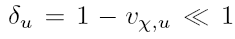 δ_u = 1 − v_{χ,u} ≪ 1